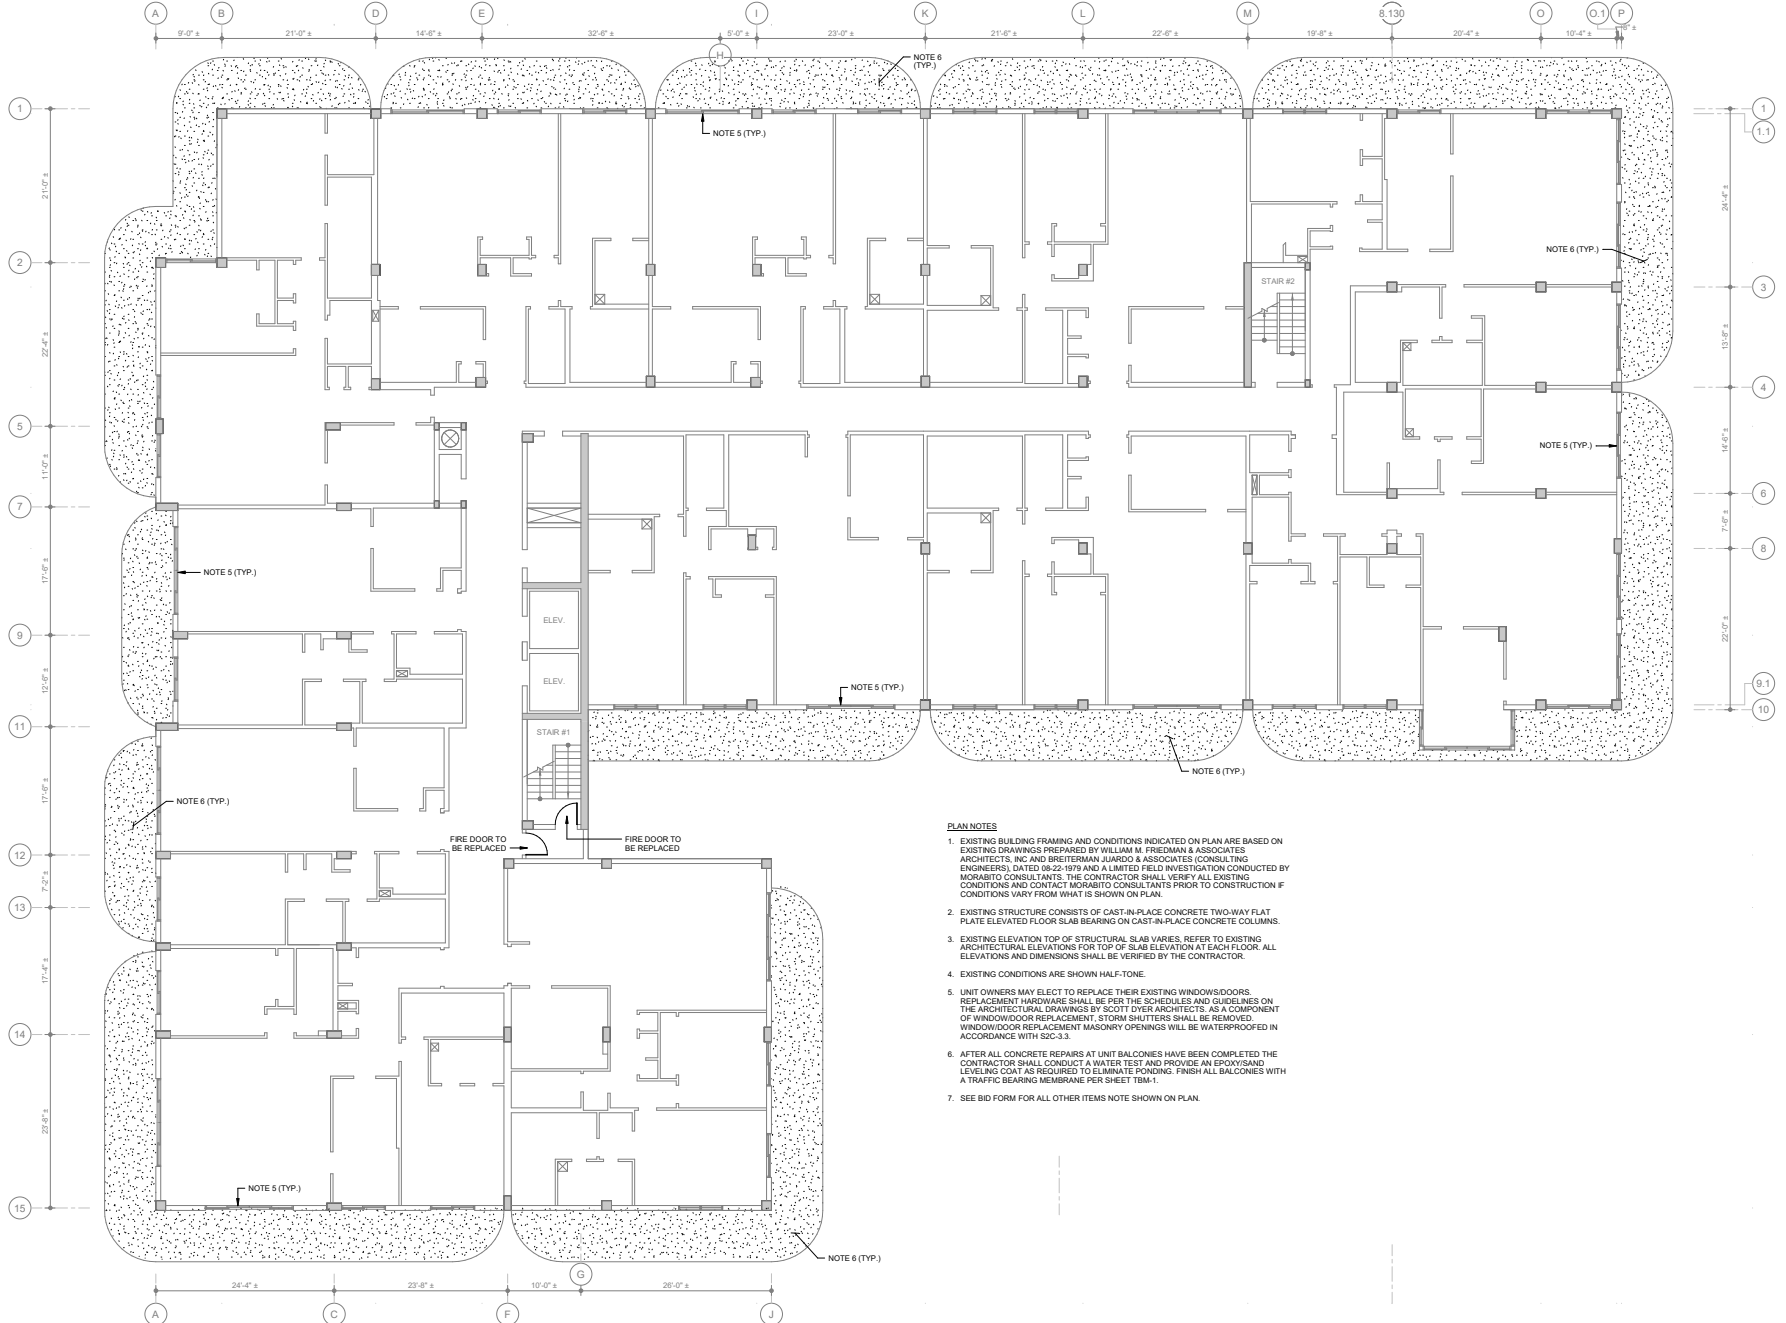 A B D E I K L M 8.130 O O.1 P
9'-0" ± 21'-0" ± 14'-6" ± 32'-6" ± 5'-0" ± 23'-0" ± 21'-6" ± 22'-6" ± 19'-8" ± 20'-4" ± 10'-4" ±
H
NOTE 6
(TYP.)
1
1
1.1
NOTE 5 (TYP.)
21'-0" ±
24'-4" ±
2
NOTE 6 (TYP.)
STAIR #2
3
22'-4" ±
13'-8" ±
4
5
NOTE 5 (TYP.)
14'-6" ±
11'-0" ±
6
7
7'-6" ±
8
NOTE 5 (TYP.)
17'-6" ±
ELEV.
9
22'-0" ±
12'-6" ±
ELEV.
NOTE 5 (TYP.)
9.1
10
11
STAIR #1
NOTE 6 (TYP.)
17'-6" ±
NOTE 6 (TYP.)
FIRE DOOR TO
BE REPLACED
FIRE DOOR TO
BE REPLACED
12
7'-2" ±
13
17'-4" ±
14
23'-8" ±
NOTE 5 (TYP.)
15
NOTE 6 (TYP.)
G
24'-4" ± 23'-8" ± 10'-0" ± 26'-0" ±
A C F J
PLAN NOTES
1. EXISTING BUILDING FRAMING AND CONDITIONS INDICATED ON PLAN ARE BASED ON
EXISTING DRAWINGS PREPARED BY WILLIAM M. FRIEDMAN & ASSOCIATES
ARCHITECTS, INC AND BREITERMAN JUARDO & ASSOCIATES (CONSULTING
ENGINEERS), DATED 08-22-1979 AND A LIMITED FIELD INVESTIGATION CONDUCTED BY
MORABITO CONSULTANTS. THE CONTRACTOR SHALL VERIFY ALL EXISTING
CONDITIONS AND CONTACT MORABITO CONSULTANTS PRIOR TO CONSTRUCTION IF
CONDITIONS VARY FROM WHAT IS SHOWN ON PLAN.
2. EXISTING STRUCTURE CONSISTS OF CAST-IN-PLACE CONCRETE TWO-WAY FLAT
PLATE ELEVATED FLOOR SLAB BEARING ON CAST-IN-PLACE CONCRETE COLUMNS.
3. EXISTING ELEVATION TOP OF STRUCTURAL SLAB VARIES, REFER TO EXISTING
ARCHITECTURAL ELEVATIONS FOR TOP OF SLAB ELEVATION AT EACH FLOOR. ALL
ELEVATIONS AND DIMENSIONS SHALL BE VERIFIED BY THE CONTRACTOR.
4. EXISTING CONDITIONS ARE SHOWN HALF-TONE.
5. UNIT OWNERS MAY ELECT TO REPLACE THEIR EXISTING WINDOWS/DOORS.
REPLACEMENT HARDWARE SHALL BE PER THE SCHEDULES AND GUIDELINES ON
THE ARCHITECTURAL DRAWINGS BY SCOTT DYER ARCHITECTS. AS A COMPONENT
OF WINDOW/DOOR REPLACEMENT, STORM SHUTTERS SHALL BE REMOVED.
WINDOW/DOOR REPLACEMENT MASONRY OPENINGS WILL BE WATERPROOFED IN
ACCORDANCE WITH S2C-3.3.
6. AFTER ALL CONCRETE REPAIRS AT UNIT BALCONIES HAVE BEEN COMPLETED THE
CONTRACTOR SHALL CONDUCT A WATER TEST AND PROVIDE AN EPOXY/SAND
LEVELING COAT AS REQUIRED TO ELIMINATE PONDING. FINISH ALL BALCONIES WITH
A TRAFFIC BEARING MEMBRANE PER SHEET TBM-1.
7. SEE BID FORM FOR ALL OTHER ITEMS NOTE SHOWN ON PLAN.